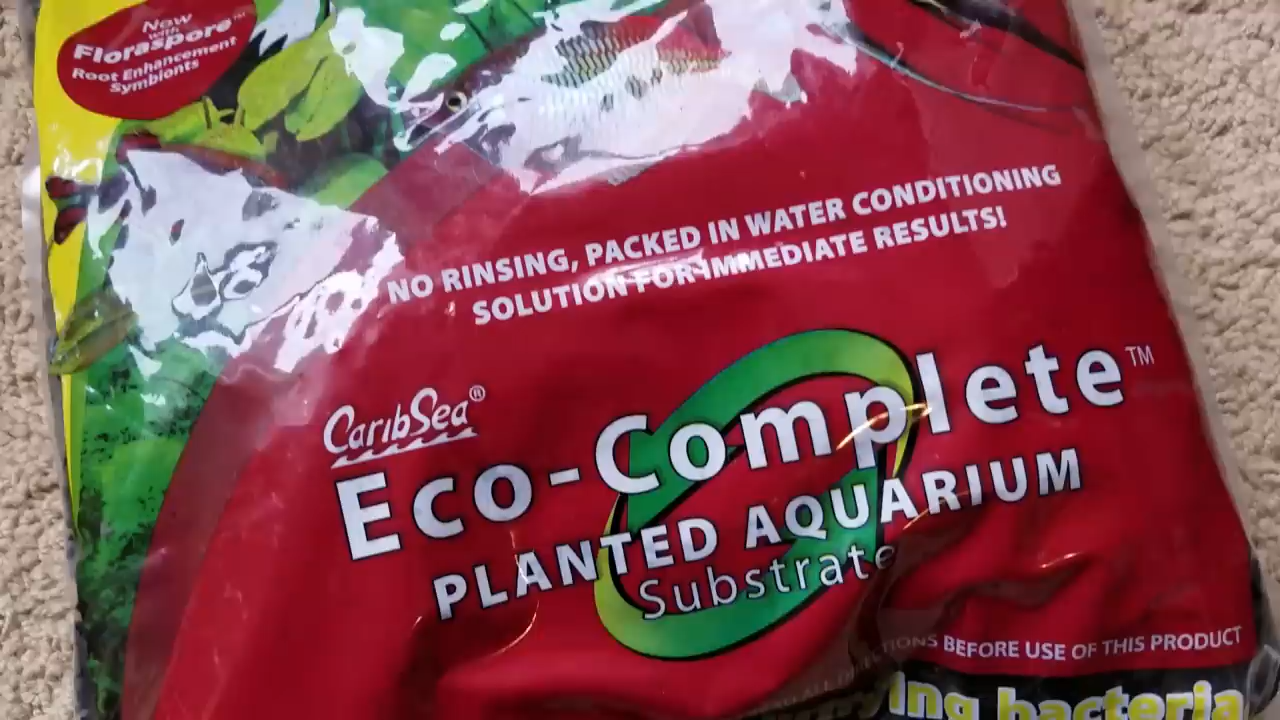 Now
with
Floraspore™
Root Enhancement
Symbionts
NO RINSING, PACKED IN WATER CONDITIONING
SOLUTION FOR IMMEDIATE RESULTS!
CaribSea®
Eco-Complete™
PLANTED AQUARIUM
Substrate
BEFORE USE OF THIS PRODUCT
bacteria